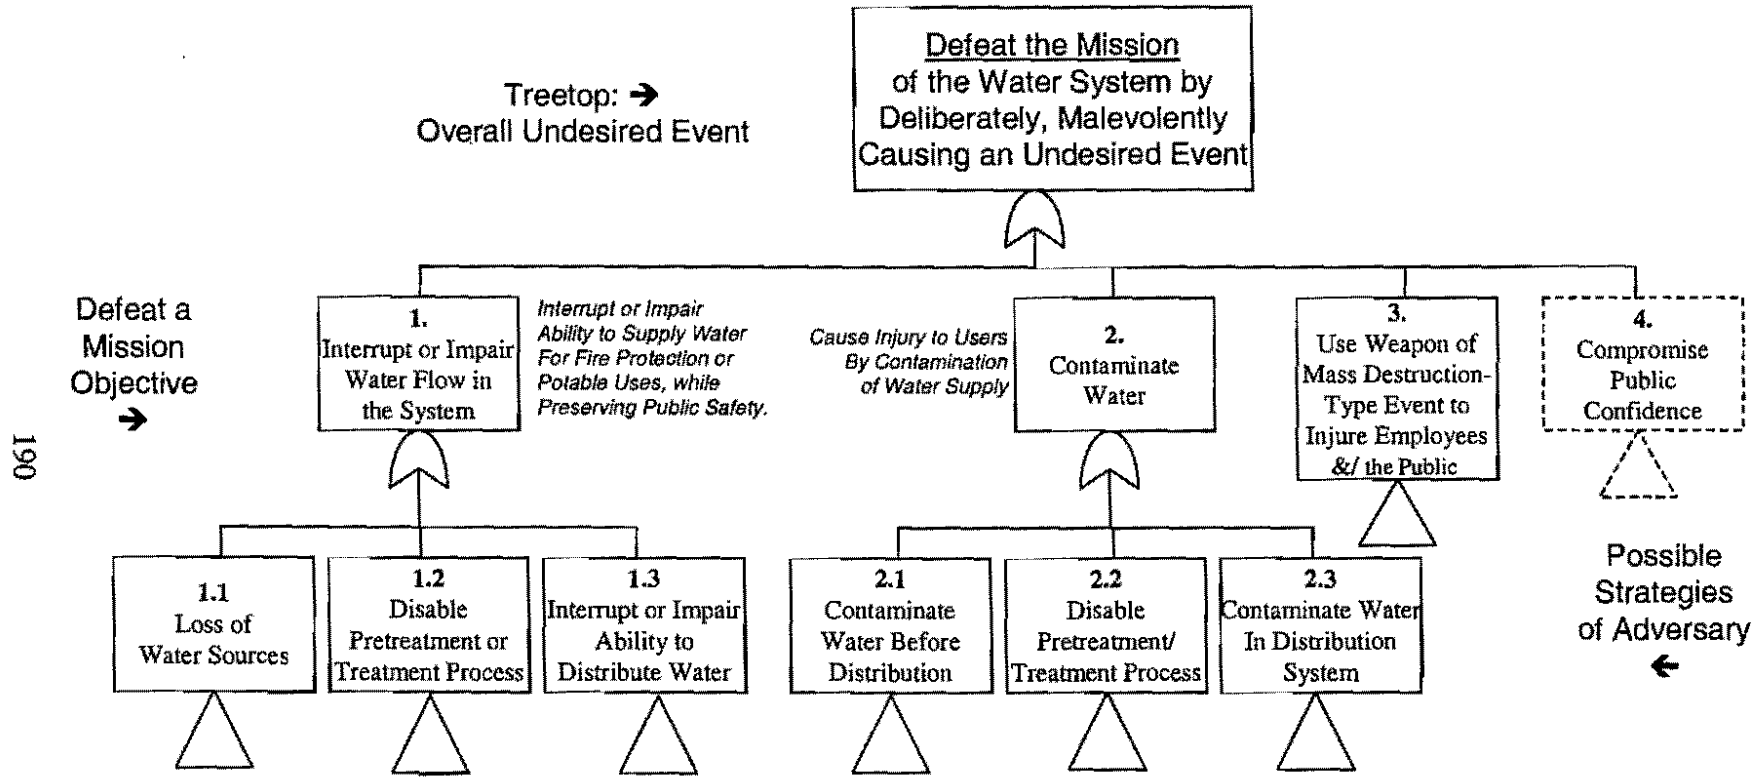 Defeat the Mission
of the Water System by
Deliberately, Malevolently
Causing an Undesired Event
Treetop: →
Overall Undesired Event
Defeat a
Mission
Objective
→
1.
Interrupt or Impair
Water Flow in
the System
Interrupt or Impair
Ability to Supply Water
For Fire Protection or
Potable Uses, while
Preserving Public Safety.
Cause Injury to Users
By Contamination
of Water Supply
2.
Contaminate
Water
3.
Use Weapon of
Mass Destruction-
Type Event to
Injure Employees
&/ the Public
4.
Compromise
Public
Confidence
190
1.1
Loss of
Water Sources
1.2
Disable
Pretreatment or
Treatment Process
1.3
Interrupt or Impair
Ability to
Distribute Water
2.1
Contaminate
Water Before
Distribution
2.2
Disable
Pretreatment/
Treatment Process
2.3
Contaminate Water
In Distribution
System
Possible
Strategies
of Adversary
←